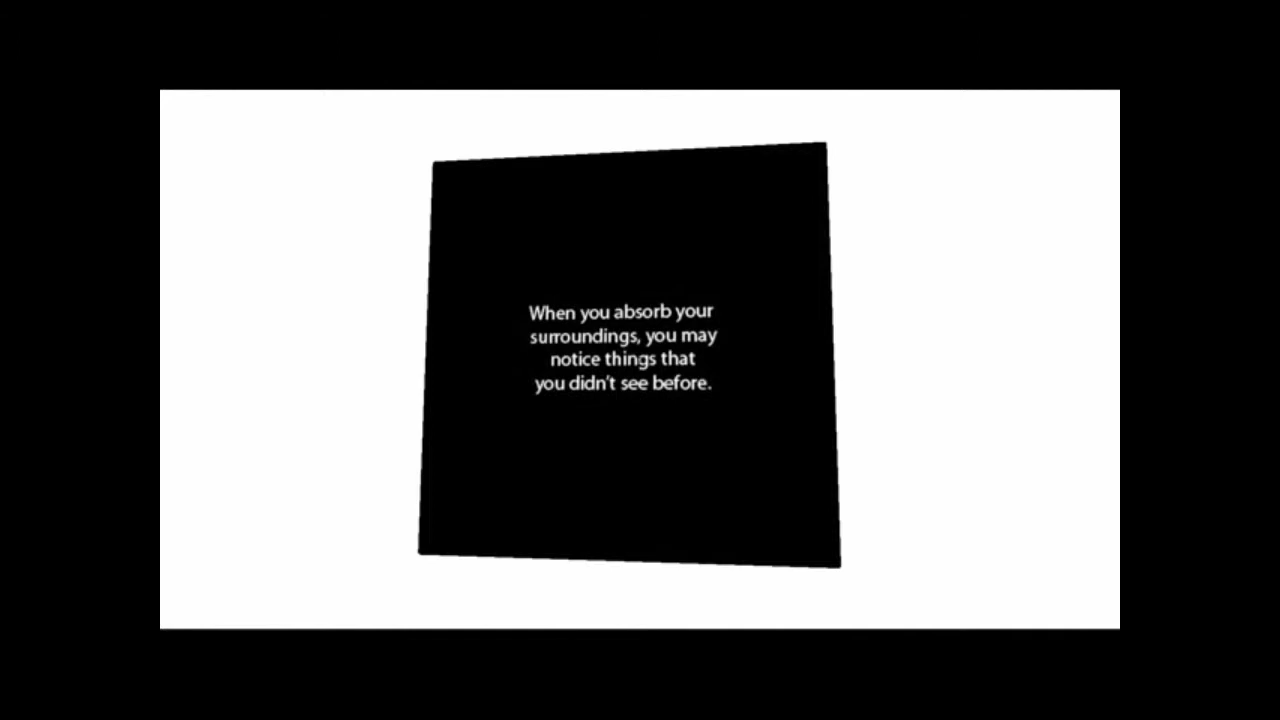 When you absorb your
surroundings, you may
notice things that
you didn't see before.